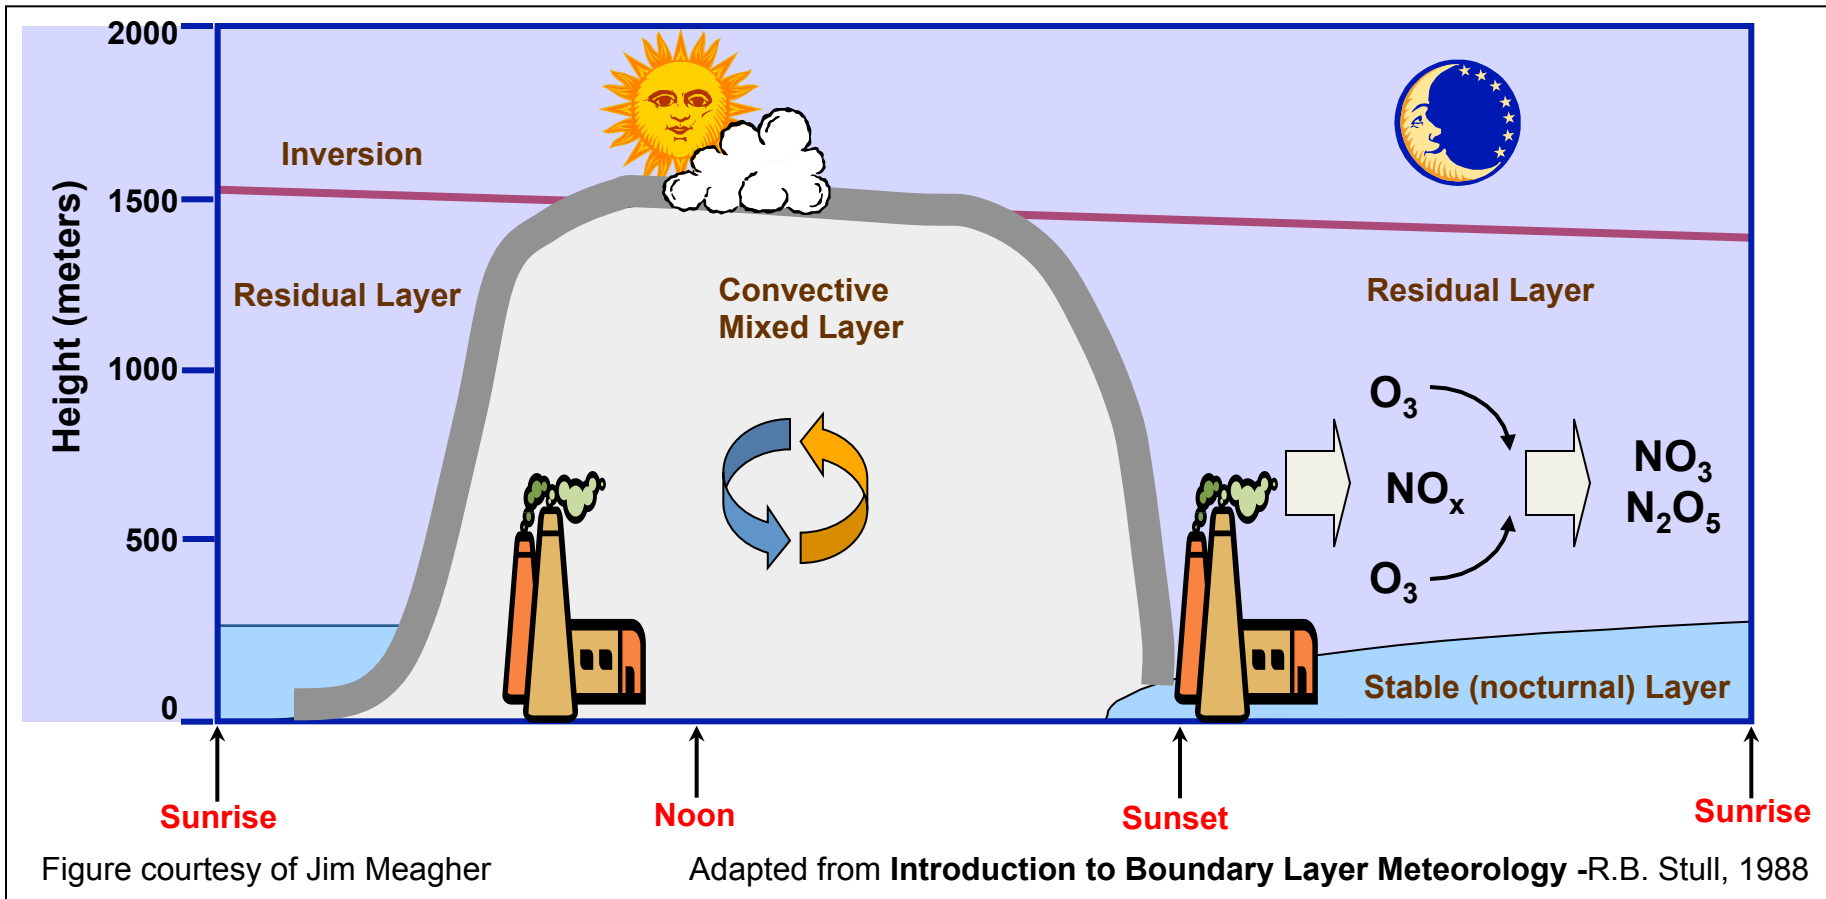 2000
Inversion
1500
Residual Layer
Convective
Mixed Layer
Residual Layer
Height (meters)
1000
O3
NOx
O3
NO3
N2O5
500
Stable (nocturnal) Layer
0
Sunrise
Noon
Sunset
Sunrise
Figure courtesy of Jim Meagher
Adapted from Introduction to Boundary Layer Meteorology -R.B. Stull, 1988